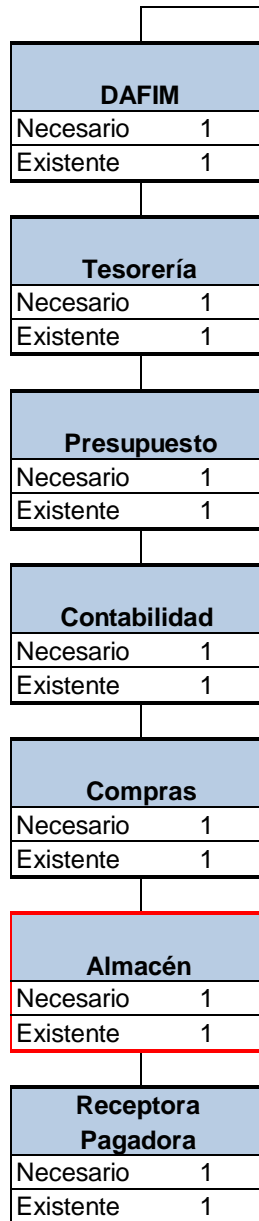 DAFIM
Necesario 1
Existente 1
Tesorería
Necesario 1
Existente 1
Presupuesto
Necesario 1
Existente 1
Contabilidad
Necesario 1
Existente 1
Compras
Necesario 1
Existente 1
Almacén
Necesario 1
Existente 1
Receptora
Pagadora
Necesario 1
Existente 1